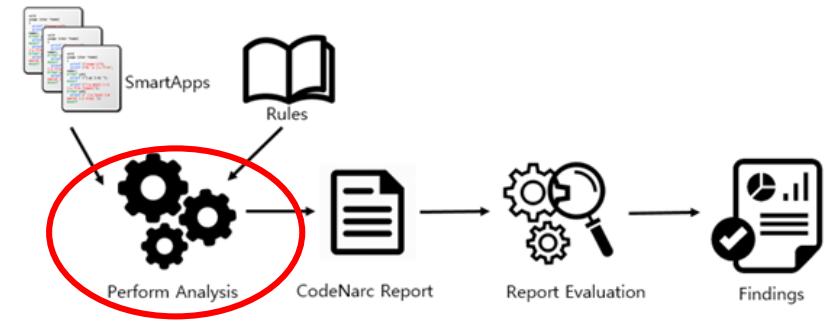 SmartApps
Rules
Perform Analysis
CodeNarc Report
Report Evaluation
Findings